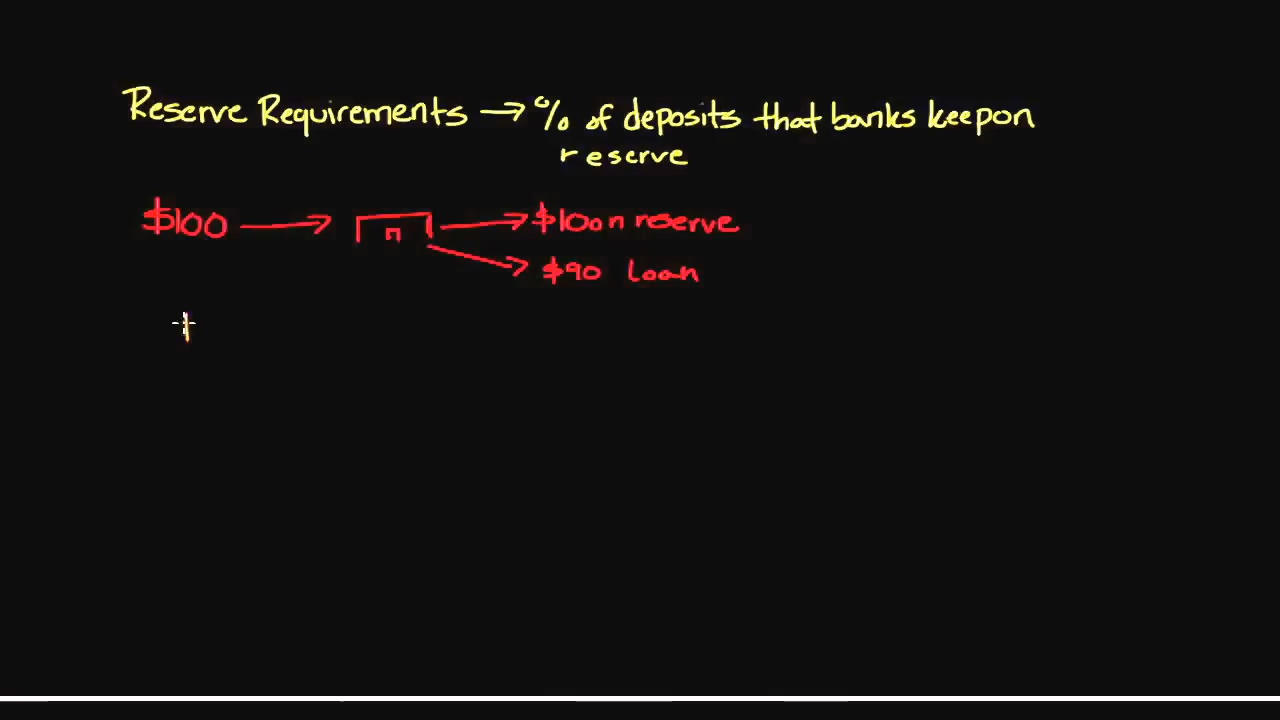 Reserve Requirements → % of deposits that banks keep on
reserve
$100 → → $10 on reserve
→ $90 loan